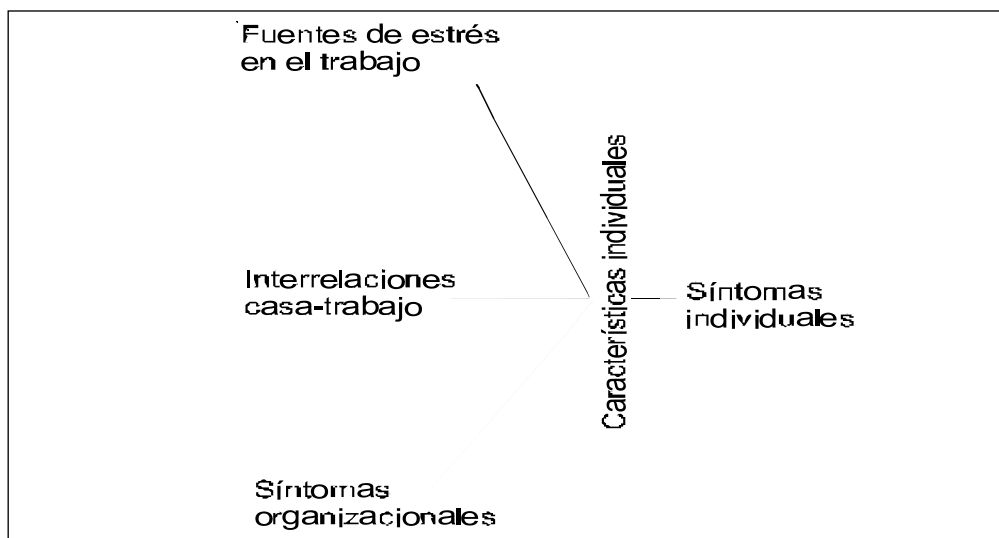 Fuentes de estrés
en el trabajo
Características individuales
Interrelaciones
casa-trabajo
Síntomas
individuales
Síntomas
organizacionales